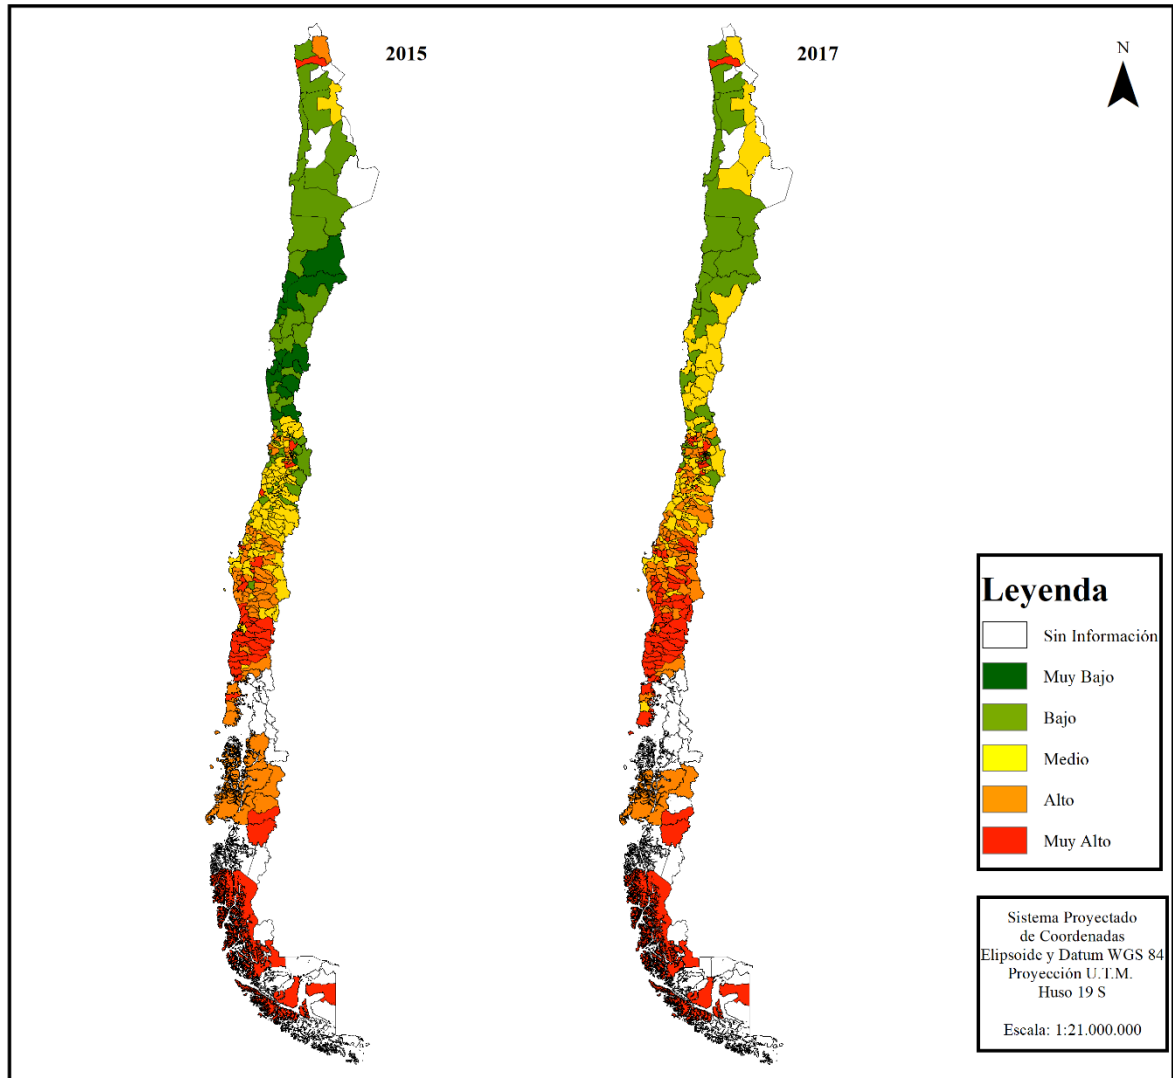 2015
2017
N
Leyenda
Sin Información
Muy Bajo
Bajo
Medio
Alto
Muy Alto
Sistema Proyectado
de Coordenadas
Elipsoide y Datum WGS 84
Proyección U.T.M.
Huso 19 S
Escala: 1:21.000.000